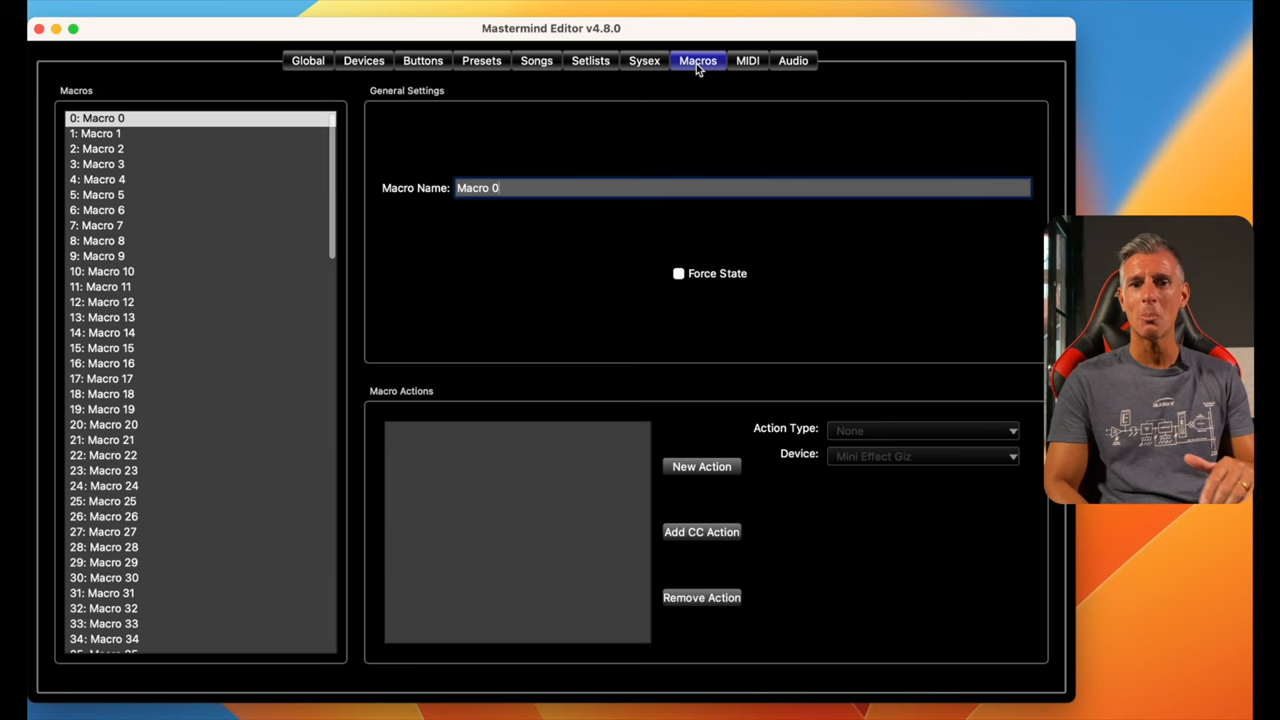 Mastermind Editor v4.8.0
Global Devices Buttons Presets Songs Setlists Sysex Macros MIDI Audio
Macros
0: Macro 0
1: Macro 1
2: Macro 2
3: Macro 3
4: Macro 4
5: Macro 5
6: Macro 6
7: Macro 7
8: Macro 8
9: Macro 9
10: Macro 10
11: Macro 11
12: Macro 12
13: Macro 13
14: Macro 14
15: Macro 15
16: Macro 16
17: Macro 17
18: Macro 18
19: Macro 19
20: Macro 20
21: Macro 21
22: Macro 22
23: Macro 23
24: Macro 24
25: Macro 25
26: Macro 26
27: Macro 27
28: Macro 28
29: Macro 29
30: Macro 30
31: Macro 31
32: Macro 32
33: Macro 33
34: Macro 34
General Settings
Macro Name: Macro 0
Force State
Macro Actions
New Action
Add CC Action
Remove Action
Action Type: None
Device: Mini Effect Giz
audient